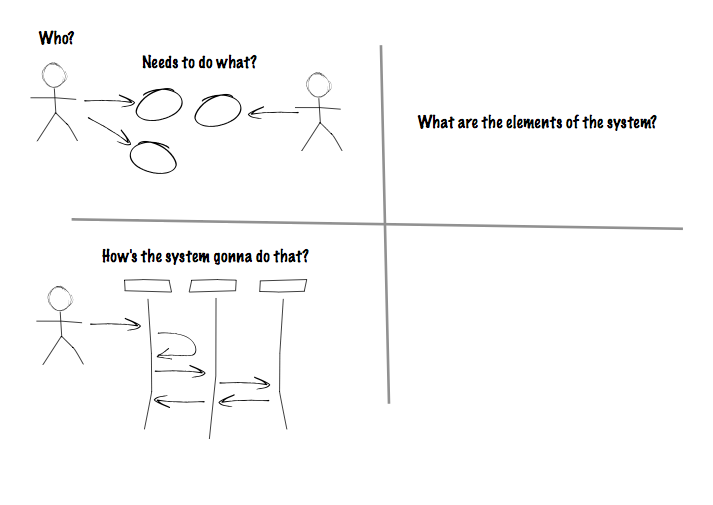 Who?
Needs to do what?
What are the elements of the system?
How's the system gonna do that?